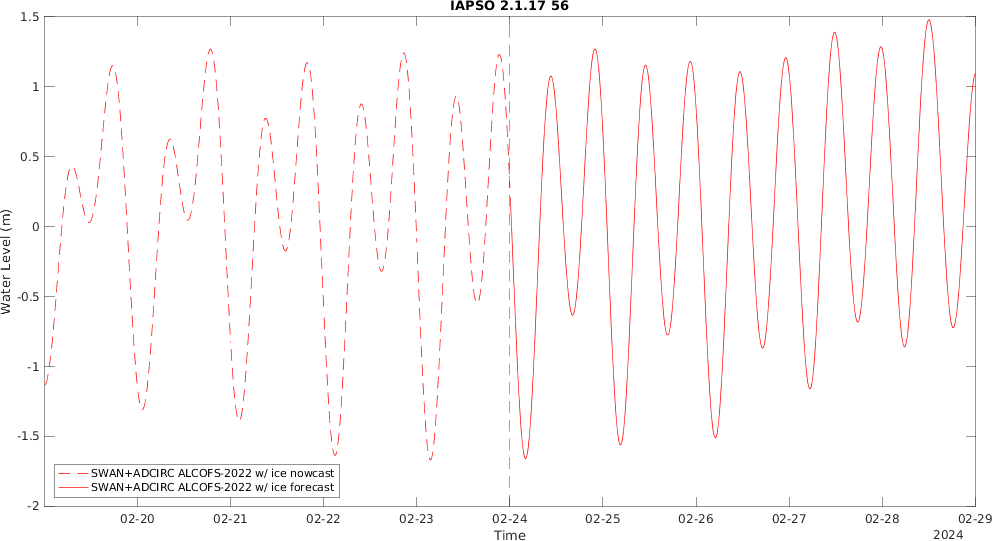 IAPSO 2.1.17 56
1.5
1
0.5
0
-0.5
-1
-1.5
-2
Water Level (m)
SWAN+ADCIRC ALCOFS-2022 w/ ice nowcast
SWAN+ADCIRC ALCOFS-2022 w/ ice forecast
02-20 02-21 02-22 02-23 02-24 02-25 02-26 02-27 02-28 02-29
Time
2024